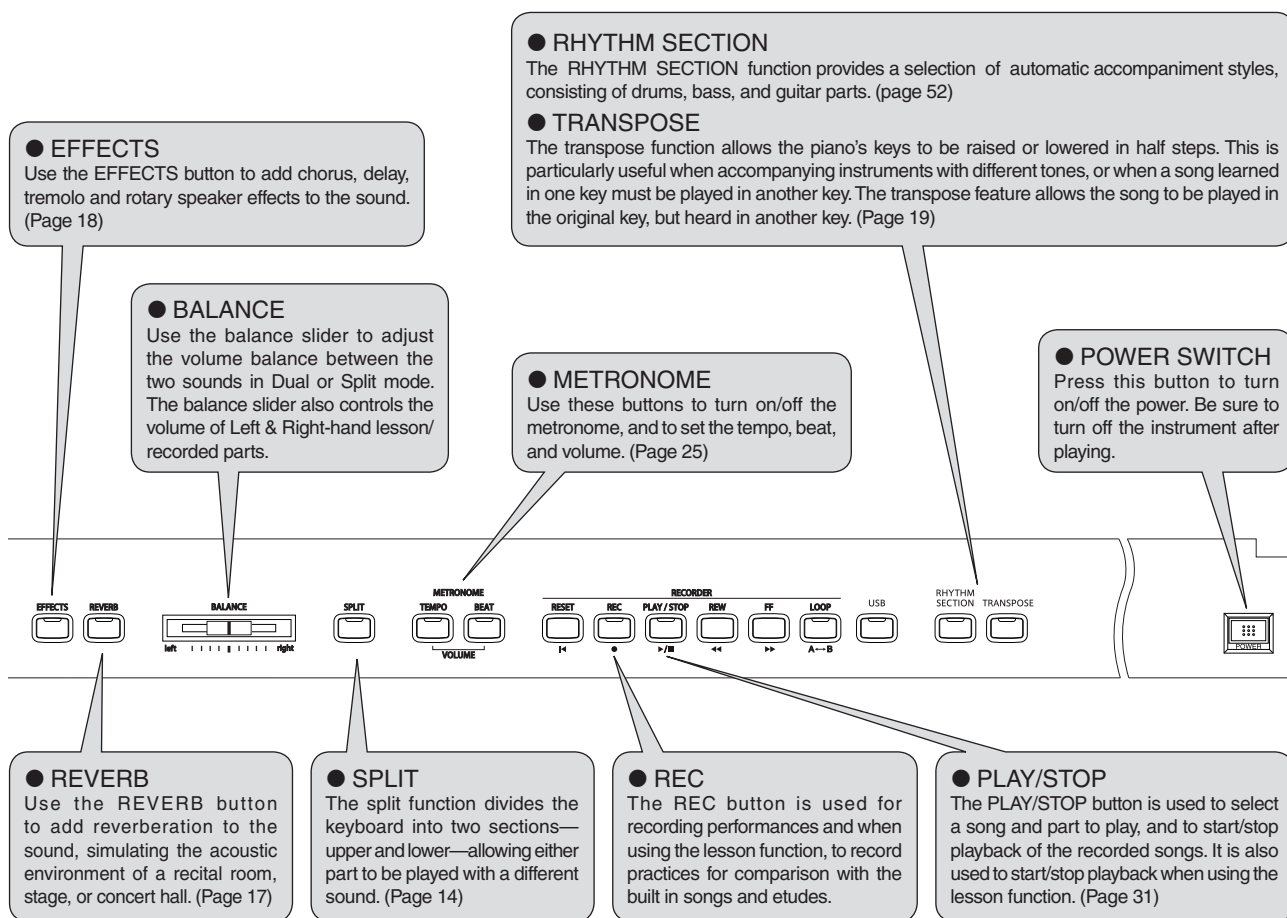 ● RHYTHM SECTION
The RHYTHM SECTION function provides a selection of automatic accompaniment styles,
consisting of drums, bass, and guitar parts. (page 52)
● TRANSPOSE
The transpose function allows the piano's keys to be raised or lowered in half steps. This is
particularly useful when accompanying instruments with different tones, or when a song learned
in one key must be played in another key. The transpose feature allows the song to be played in
the original key, but heard in another key. (Page 19)
● EFFECTS
Use the EFFECTS button to add chorus, delay,
tremolo and rotary speaker effects to the sound.
(Page 18)
● BALANCE
Use the balance slider to adjust
the volume balance between the
two sounds in Dual or Split mode.
The balance slider also controls the
volume of Left & Right-hand lesson/
recorded parts.
● METRONOME
Use these buttons to turn on/off the
metronome, and to set the tempo, beat,
and volume. (Page 25)
● POWER SWITCH
Press this button to turn
on/off the power. Be sure to
turn off the instrument after
playing.
METRONOME RECORDER
EFFECTS REVERB BALANCE SPLIT TEMPO BEAT RESET REC PLAY / STOP REW FF LOOP USB RHYTHM SECTION TRANSPOSE
left right VOLUME A↔B POWER
● REVERB
Use the REVERB button
to add reverberation to the
sound, simulating the acoustic
environment of a recital room,
stage, or concert hall. (Page 17)
● SPLIT
The split function divides the
keyboard into two sections—
upper and lower—allowing either
part to be played with a different
sound. (Page 14)
● REC
The REC button is used for
recording performances and when
using the lesson function, to record
practices for comparison with the
built in songs and etudes.
● PLAY/STOP
The PLAY/STOP button is used to select
a song and part to play, and to start/stop
playback of the recorded songs. It is also
used to start/stop playback when using the
lesson function. (Page 31)